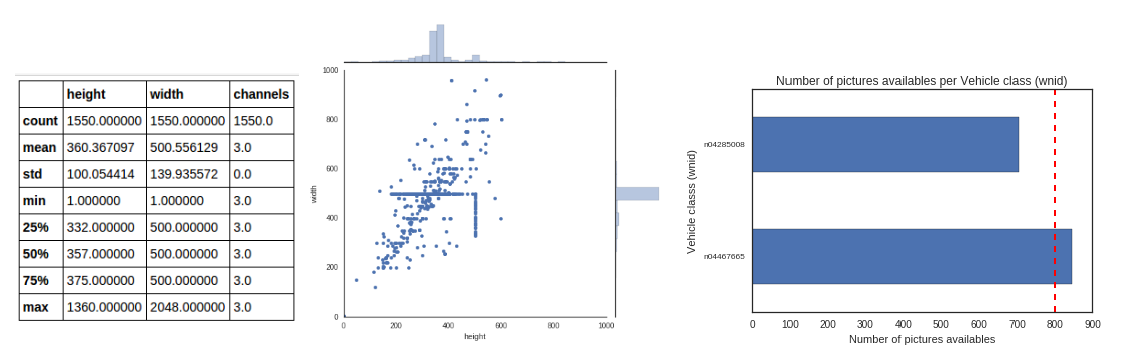 height width channels
count 1550.000000 1550.000000 1550.0
mean 360.367097 500.556129 3.0
std 100.054414 139.935572 0.0
min 1.000000 1.000000 3.0
25% 332.000000 500.000000 3.0
50% 357.000000 500.000000 3.0
75% 375.000000 500.000000 3.0
max 1360.000000 2048.000000 3.0
1000
800
600
400
200
0
width
0 200 400 600 800 1000
height
Number of pictures availables per Vehicle class (wnid)
Vehicle class (wnid)
n04285008
n04467665
0 100 200 300 400 500 600 700 800 900
Number of pictures availables